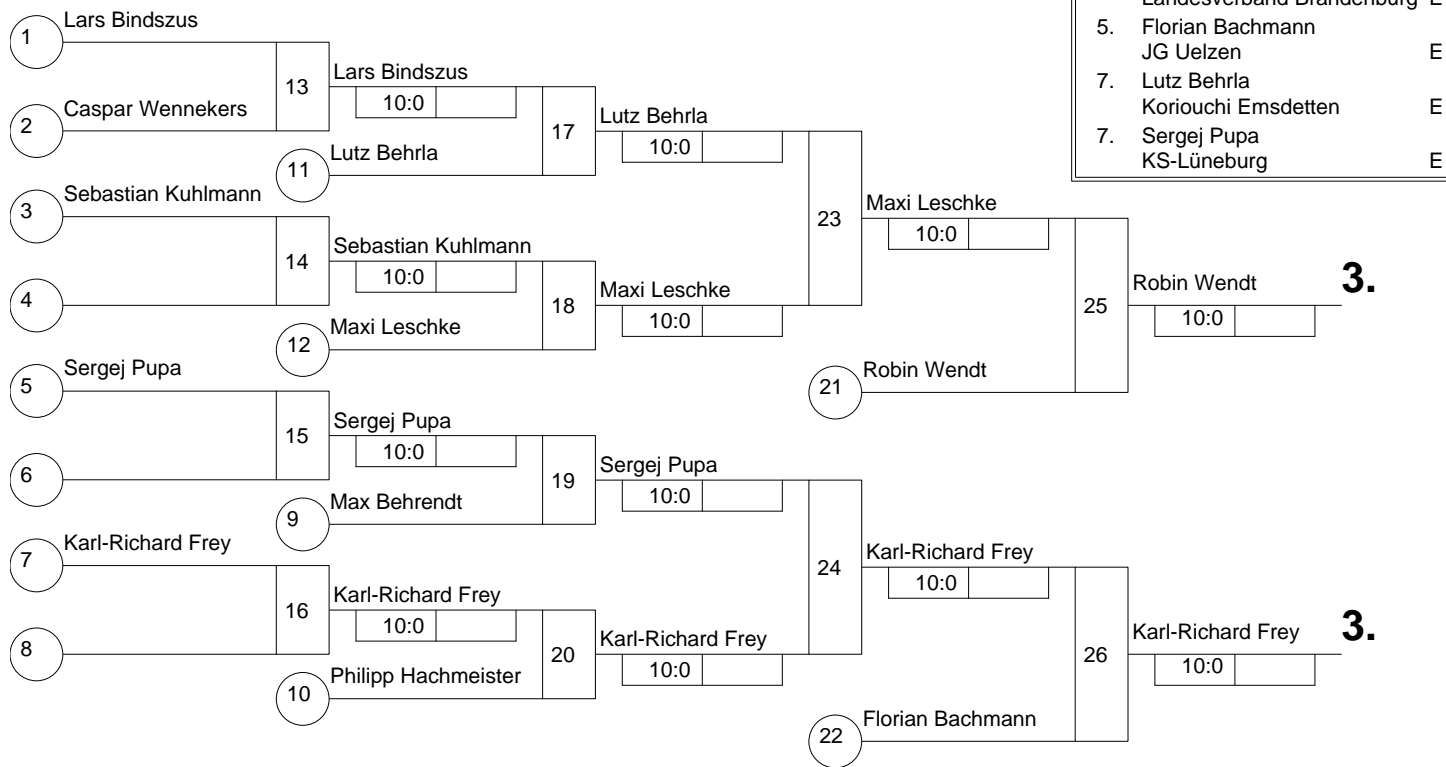 Landesverband Brandenburg E
5. Florian Bachmann
JG Uelzen E
7. Lutz Behrla
Koriouchi Emsdetten E
7. Sergej Pupa
KS-Lüneburg E
1 Lars Bindszus
13 Lars Bindszus
10:0
2 Caspar Wennekers
17 Lutz Behrla
10:0
11 Lutz Behrla
3 Sebastian Kuhlmann
23 Maxi Leschke
10:0
14 Sebastian Kuhlmann
10:0
4
18 Maxi Leschke
10:0
12 Maxi Leschke
25 Robin Wendt 3.
10:0
5 Sergej Pupa
21 Robin Wendt
15 Sergej Pupa
10:0
6
19 Sergej Pupa
10:0
9 Max Behrendt
7 Karl-Richard Frey
24 Karl-Richard Frey
10:0
16 Karl-Richard Frey
10:0
8
20 Karl-Richard Frey
10:0
10 Philipp Hachmeister
26 Karl-Richard Frey 3.
10:0
22 Florian Bachmann